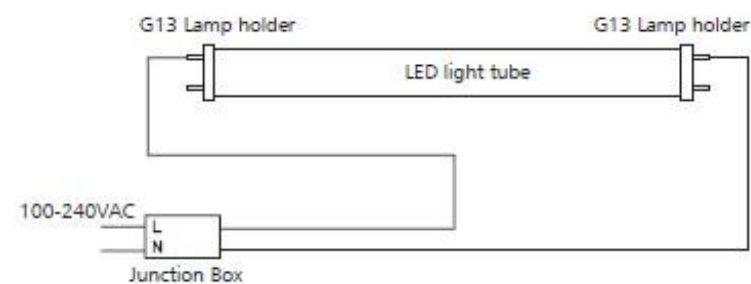 G13 Lamp holder
G13 Lamp holder
LED light tube
100-240VAC
L
N
Junction Box